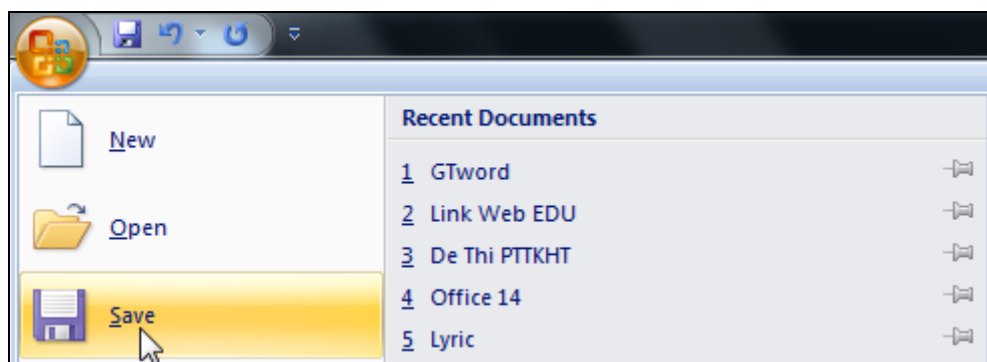 New
Open
Save
Recent Documents
1 GTword
2 Link Web EDU
3 De Thi PTTKHT
4 Office 14
5 Lyric